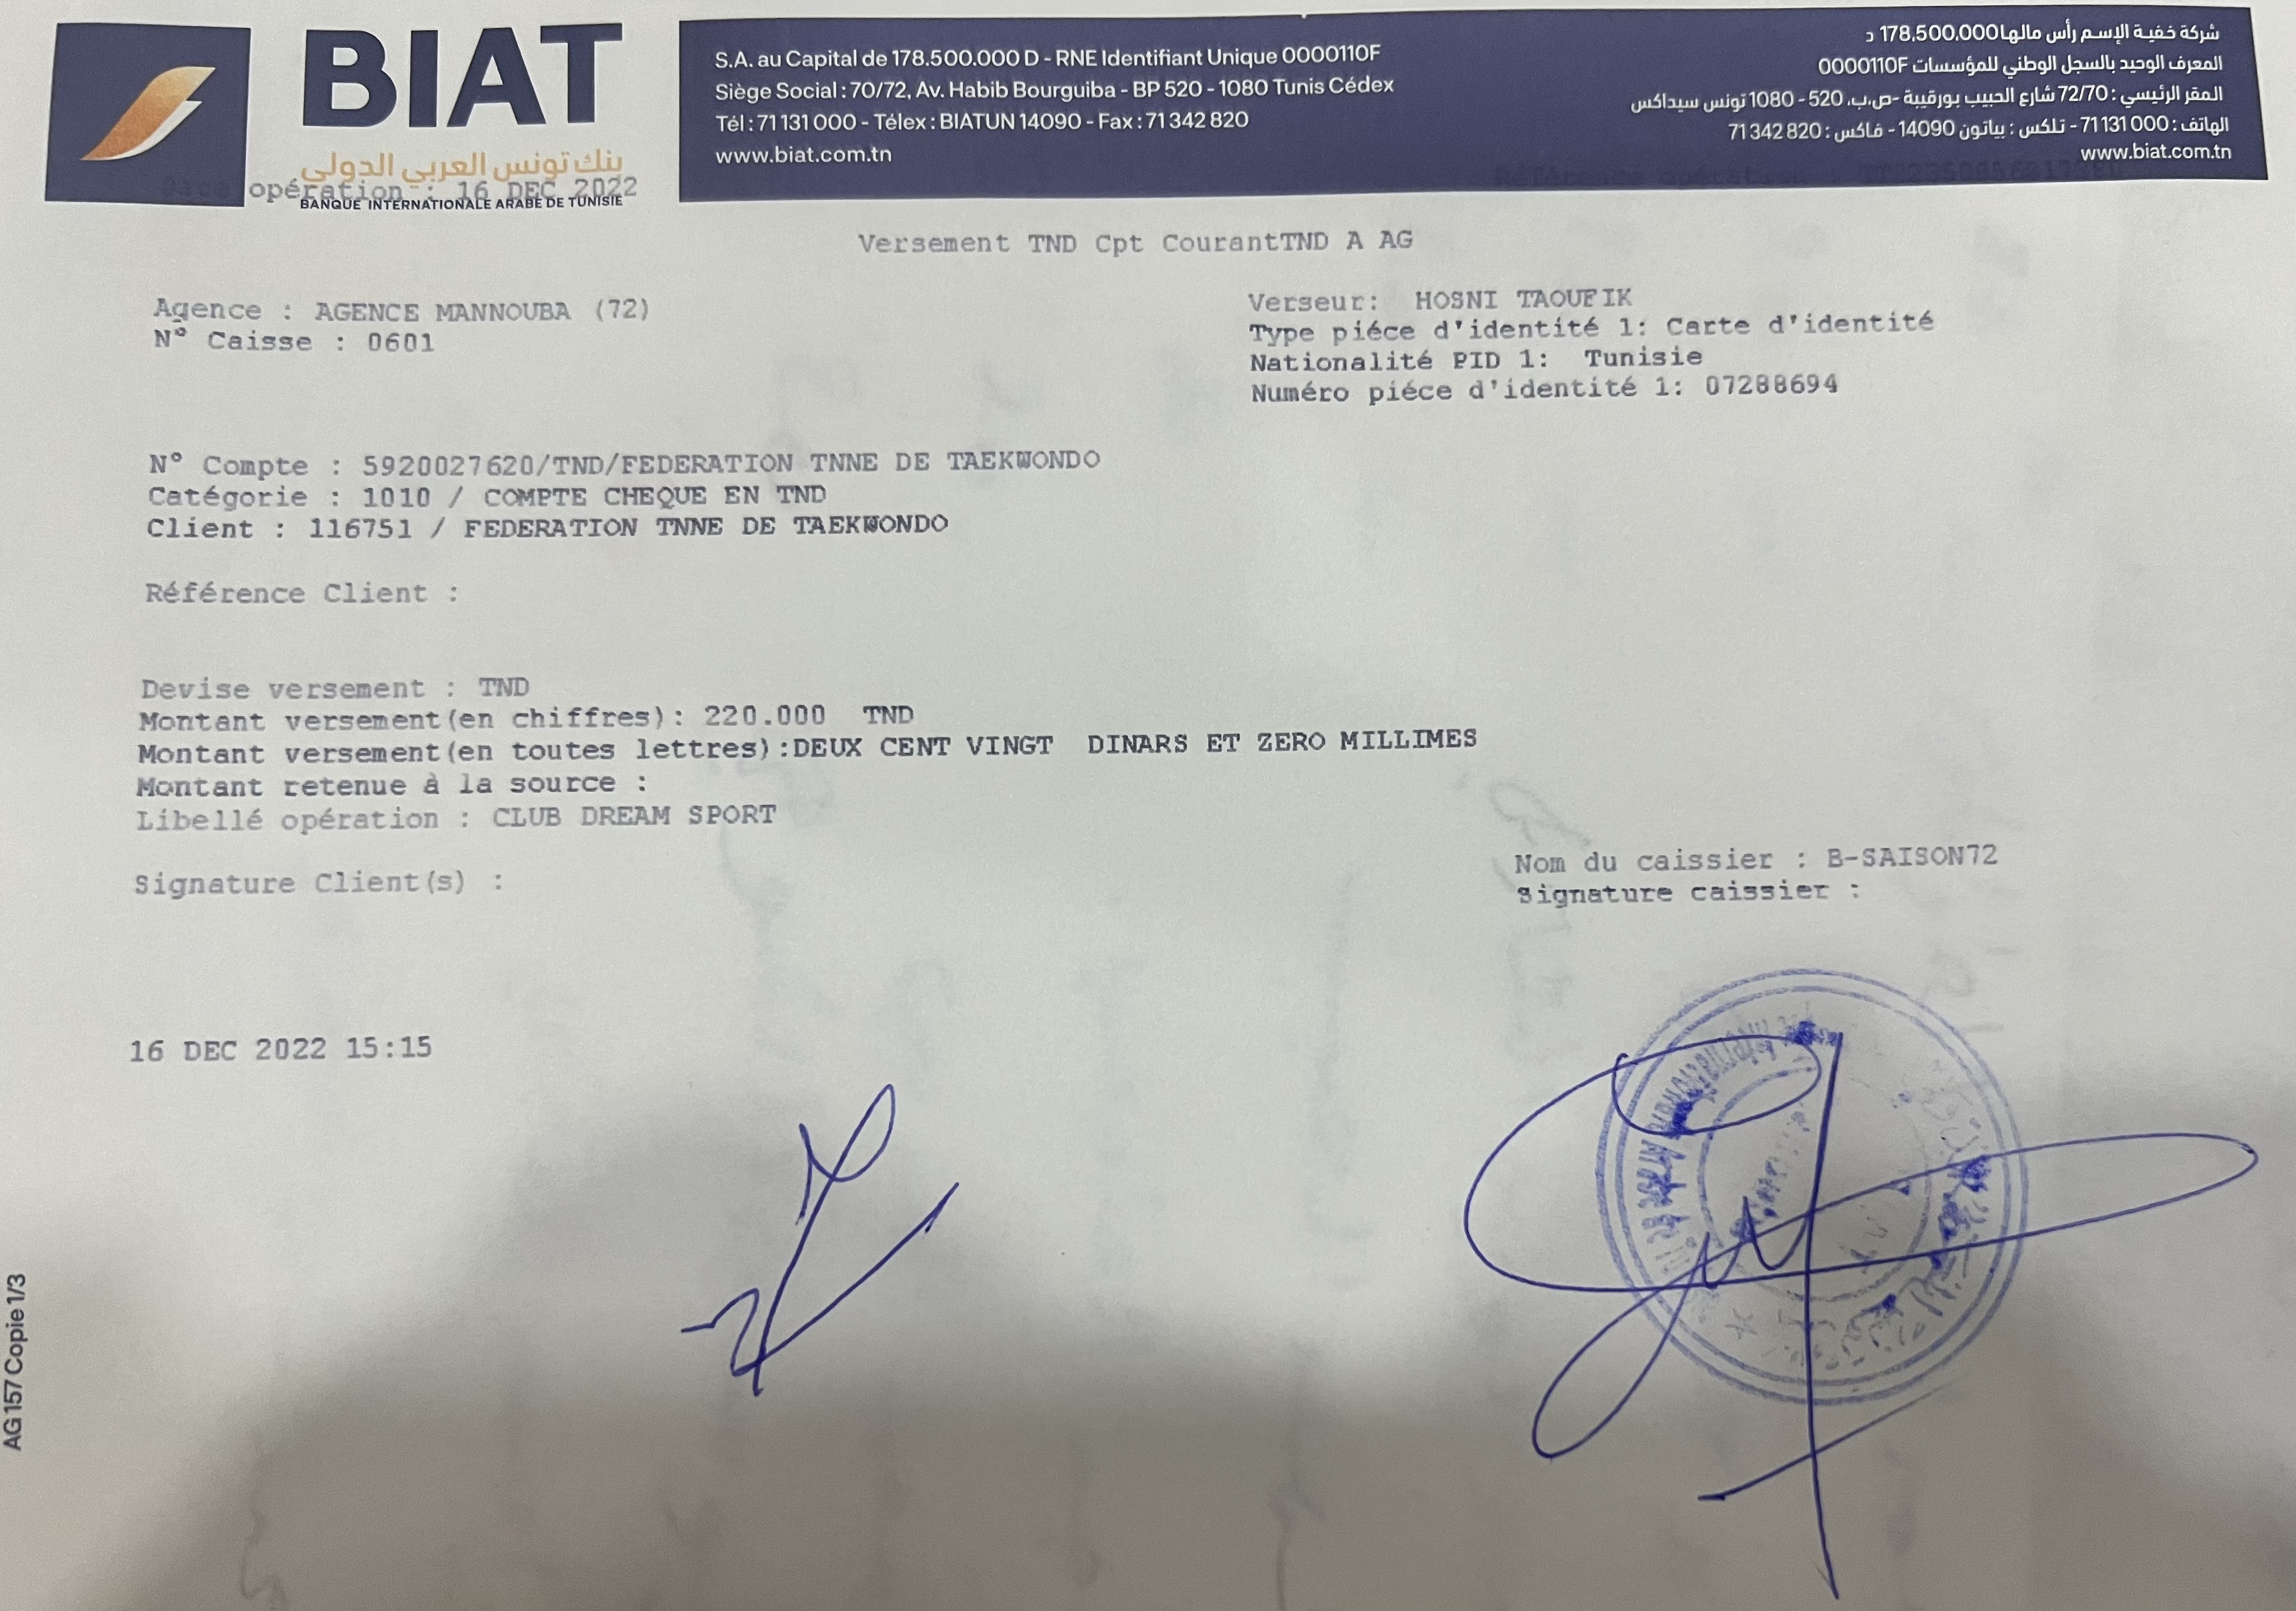 BIAT
بنك تونس العربي الدولي
BANQUE INTERNATIONALE ARABE DE TUNISIE
S.A. au Capital de 178.500.000 D - RNE Identifiant Unique 0000110F
Siège Social : 70/72, Av. Habib Bourguiba - BP 520 - 1080 Tunis Cédex
Tél : 71 131 000 - Télex : BIATUN 14090 - Fax : 71 342 820
www.biat.com.tn
شركة خفية الإسم رأس مالها 178,500,000 د
المعرف الوحيد بالسجل الوطني للمؤسسات 0000110F
المقر الرئيسي : 72/70 شارع الحبيب بورقيبة -ص.ب، 520 - 1080 تونس سيداكس
الهاتف : 71 131 000 - تلكس : بياتون 14090 - فاكس : 71 342 820
www.biat.com.tn
Date opération : 16 DEC 2022
Référence opération :
Versement TND Cpt CourantTND A AG
Agence : AGENCE MANNOUBA (72)
N° Caisse : 0601
Verseur: HOSNI TAOUFIK
Type piéce d'identité 1: Carte d'identité
Nationalité PID 1: Tunisie
Numéro piéce d'identité 1: 07288694
N° Compte : 5920027620/TND/FEDERATION TNNE DE TAEKWONDO
Catégorie : 1010 / COMPTE CHEQUE EN TND
Client : 116751 / FEDERATION TNNE DE TAEKWONDO
Référence Client :
Devise versement : TND
Montant versement(en chiffres): 220.000 TND
Montant versement(en toutes lettres):DEUX CENT VINGT DINARS ET ZERO MILLIMES
Montant retenue à la source :
Libellé opération : CLUB DREAM SPORT
Signature Client(s) :
Nom du caissier : B-SAISON72
Signature caissier :
16 DEC 2022 15:15
AG 157 Copie 1/3